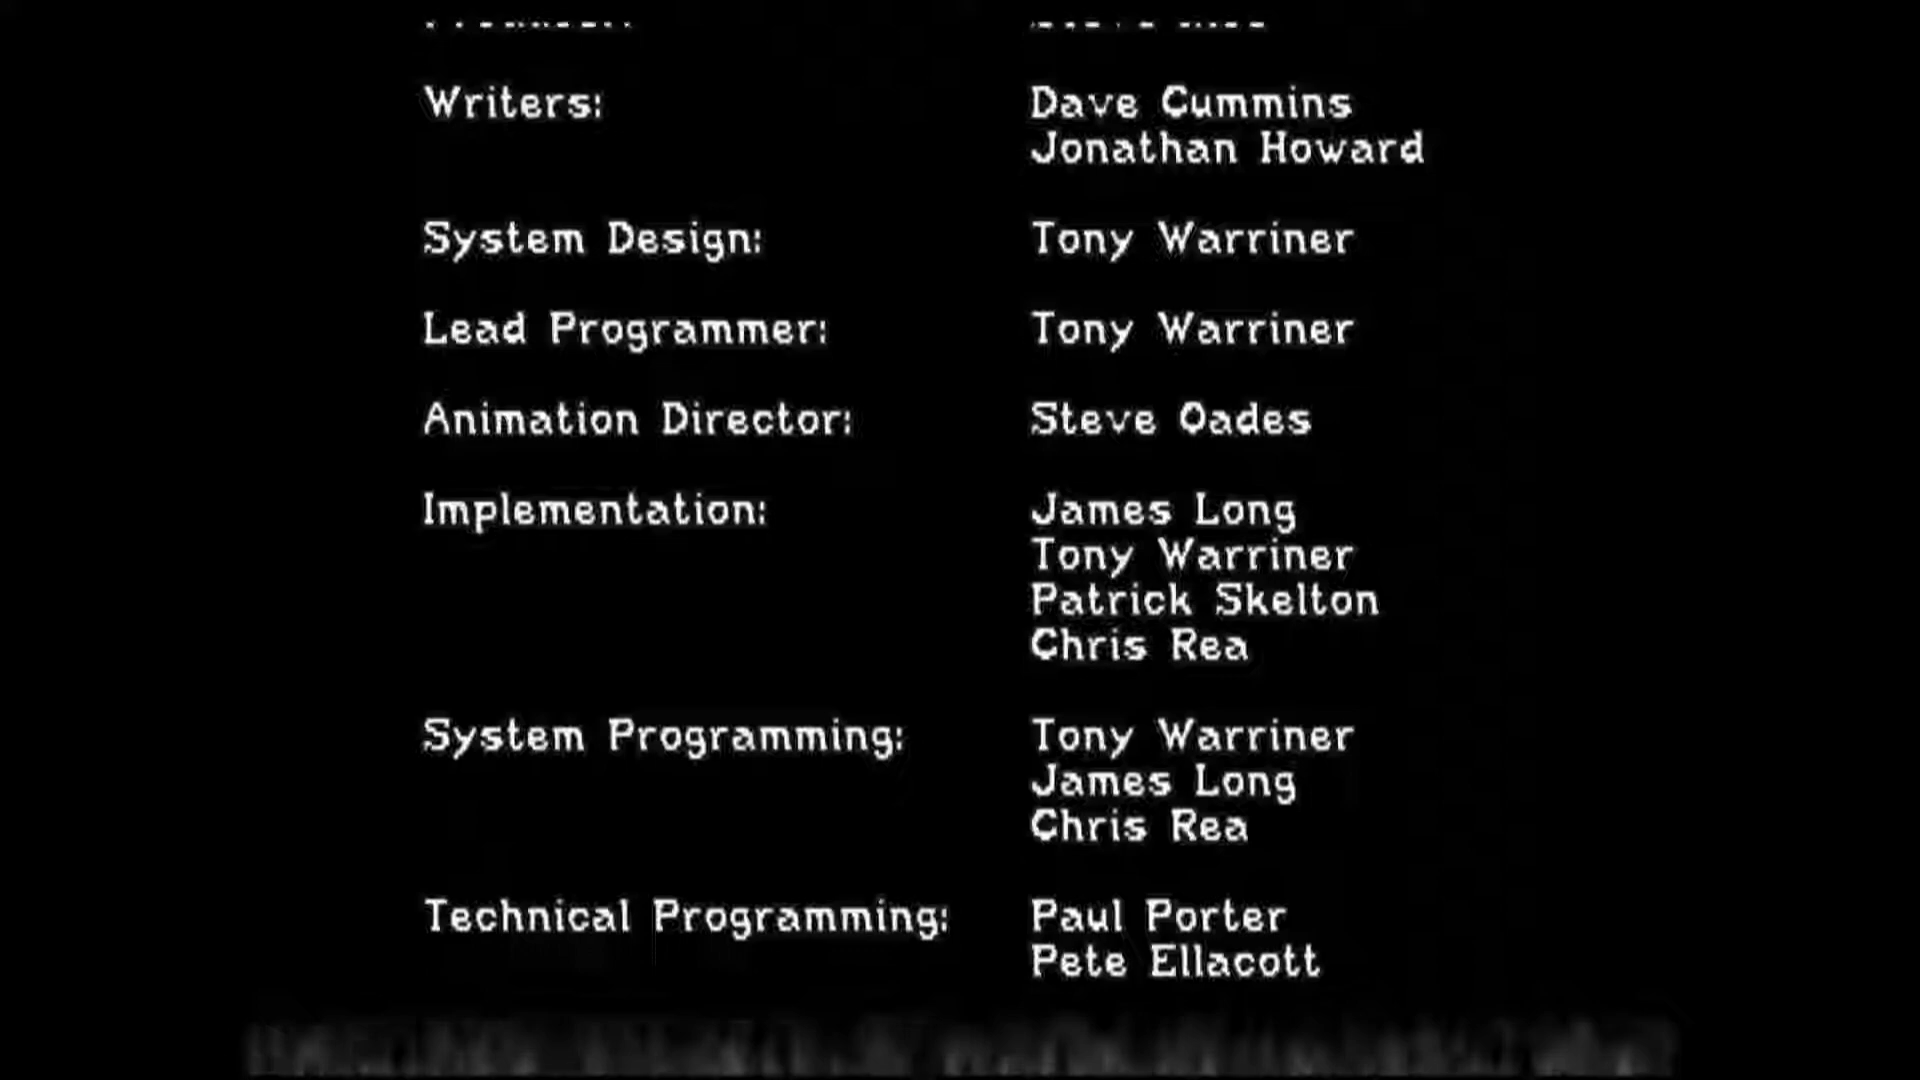 Writers: Dave Cummins
Jonathan Howard
System Design: Tony Warriner
Lead Programmer: Tony Warriner
Animation Director: Steve Oades
Implementation: James Long
Tony Warriner
Patrick Skelton
Chris Rea
System Programming: Tony Warriner
James Long
Chris Rea
Technical Programming: Paul Porter
Pete Ellacott